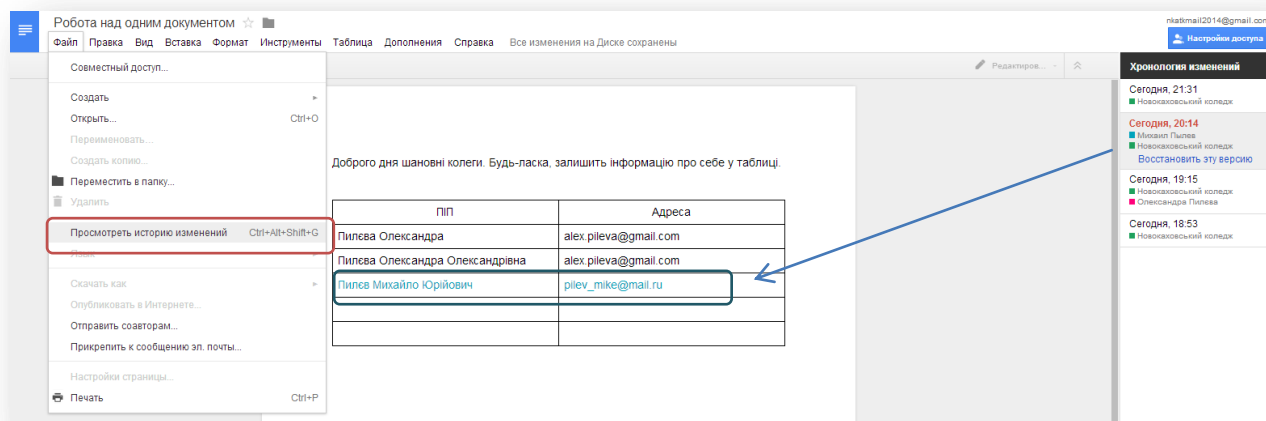 Робота над одним документом
nkatkmail2014@gmail.com
Файл Правка Вид Вставка Формат Инструменты Таблица Дополнения Справка Все изменения на Диске сохранены
Настройки доступа
Совместный доступ...
Создать
Открыть... Ctrl+O
Переименовать...
Создать копию...
Переместить в папку...
Удалить
Просмотреть историю изменений Ctrl+Alt+Shift+G
Язык
Скачать как
Опубликовать в Интернете...
Отправить соавторам...
Прикрепить к сообщению эл. почты...
Настройки страницы...
Печать Ctrl+P
Редактиров...
Доброго дня шановні колеги. Будь-ласка, залишить інформацію про себе у таблиці.
ПІП Адреса
Пилєва Олександра alex.pileva@gmail.com
Пилєва Олександра Олександрівна alex.pileva@gmail.com
Пилєв Михайло Юрійович pilev_mike@mail.ru
Хронология изменений
Сегодня, 21:31
Новокаховський коледж
Сегодня, 20:14
Михаил Пылев
Новокаховський коледж
Восстановить эту версию
Сегодня, 19:15
Новокаховський коледж
Олександра Пилєва
Сегодня, 18:53
Новокаховський коледж